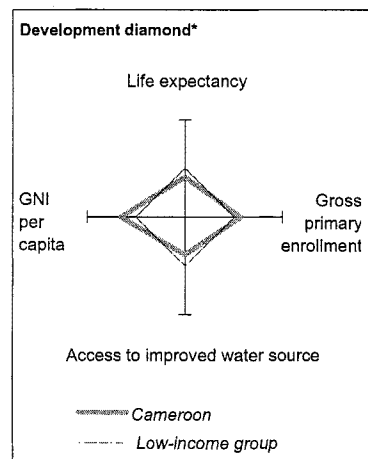 Development diamond*
Life expectancy
GNI
per
capita
Gross
primary
enrollment
Access to improved water source
Cameroon
Low-income group